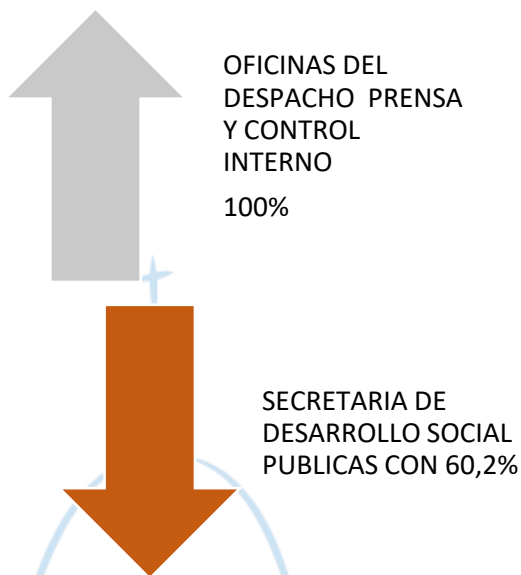 OFICINAS DEL
DESPACHO PRENSA
Y CONTROL
INTERNO
100%
SECRETARIA DE
DESARROLLO SOCIAL
PUBLICAS CON 60,2%